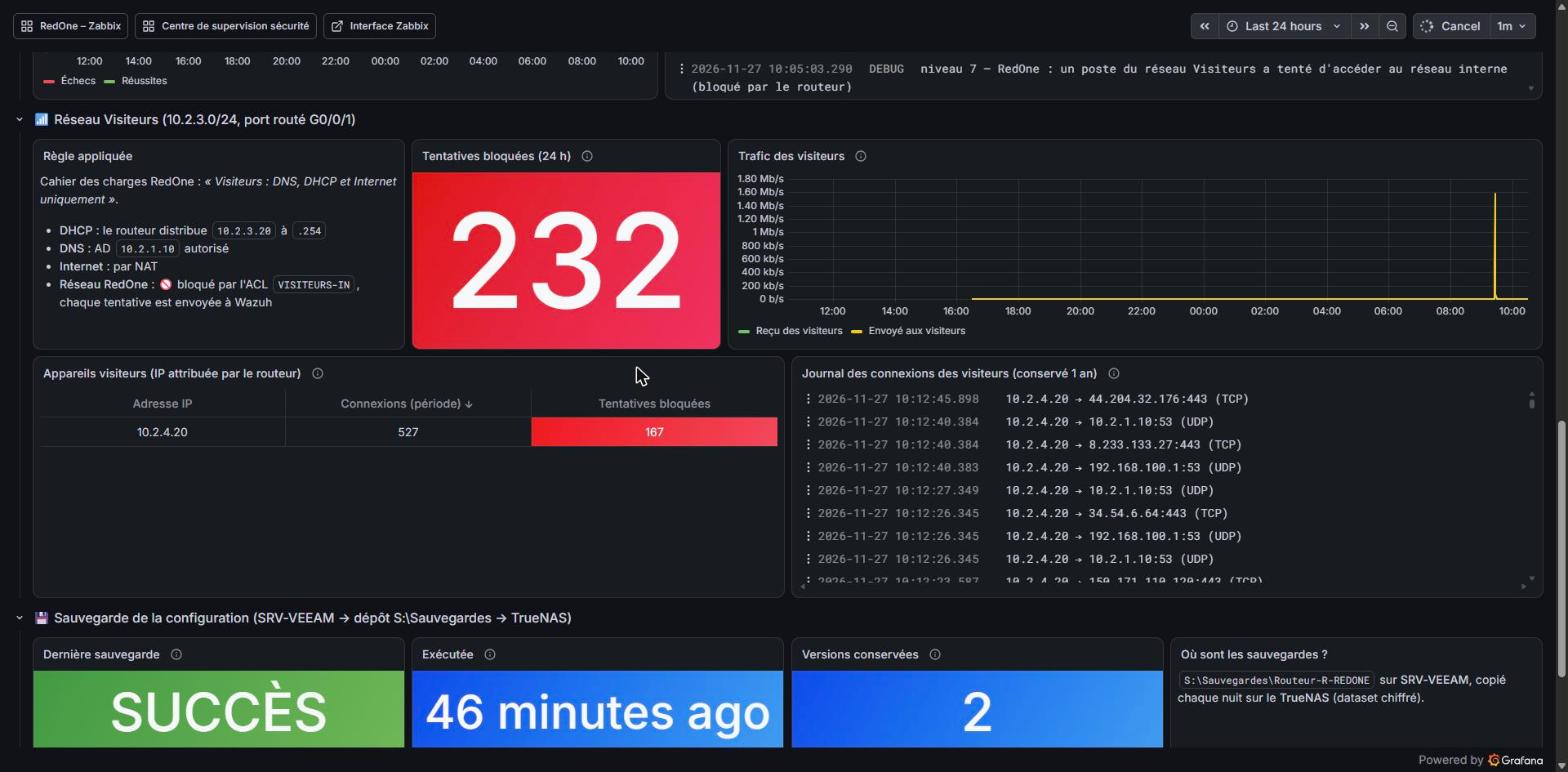 RedOne – Zabbix
Centre de supervision sécurité
Interface Zabbix
Last 24 hours
Cancel
1m
12:00 14:00 16:00 18:00 20:00 22:00 00:00 02:00 04:00 06:00 08:00 10:00
Échecs Réussites
2026-11-27 10:05:03.290 DEBUG niveau 7 — RedOne : un poste du réseau Visiteurs a tenté d'accéder au réseau interne
(bloqué par le routeur)
Réseau Visiteurs (10.2.3.0/24, port routé G0/0/1)
Règle appliquée
Cahier des charges RedOne : « Visiteurs : DNS, DHCP et Internet
uniquement ».
• DHCP : le routeur distribue 10.2.3.20 à .254
• DNS : AD 10.2.1.10 autorisé
• Internet : par NAT
• Réseau RedOne : 🚫 bloqué par l'ACL VISITEURS-IN ,
chaque tentative est envoyée à Wazuh
Tentatives bloquées (24 h)
232
Trafic des visiteurs
1.80 Mb/s
1.60 Mb/s
1.40 Mb/s
1.20 Mb/s
1 Mb/s
800 kb/s
600 kb/s
400 kb/s
200 kb/s
0 b/s
12:00 14:00 16:00 18:00 20:00 22:00 00:00 02:00 04:00 06:00 08:00 10:00
Reçu des visiteurs Envoyé aux visiteurs
Appareils visiteurs (IP attribuée par le routeur)
Adresse IP Connexions (période) ↓ Tentatives bloquées
10.2.4.20 527 167
Journal des connexions des visiteurs (conservé 1 an)
2026-11-27 10:12:45.898 10.2.4.20 → 44.204.32.176:443 (TCP)
2026-11-27 10:12:40.384 10.2.4.20 → 10.2.1.10:53 (UDP)
2026-11-27 10:12:40.384 10.2.4.20 → 8.233.133.27:443 (TCP)
2026-11-27 10:12:40.383 10.2.4.20 → 192.168.100.1:53 (UDP)
2026-11-27 10:12:27.349 10.2.4.20 → 10.2.1.10:53 (UDP)
2026-11-27 10:12:26.345 10.2.4.20 → 34.54.6.64:443 (TCP)
2026-11-27 10:12:26.345 10.2.4.20 → 192.168.100.1:53 (UDP)
2026-11-27 10:12:26.345 10.2.4.20 → 10.2.1.10:53 (UDP)
2026-11-27 10:12:23.587 10.2.4.20 → 150.171.110.120:443 (TCP)
Sauvegarde de la configuration (SRV-VEEAM → dépôt S:\Sauvegardes → TrueNAS)
Dernière sauvegarde
SUCCÈS
Exécutée
46 minutes ago
Versions conservées
2
Où sont les sauvegardes ?
S:\Sauvegardes\Routeur-R-REDONE sur SRV-VEEAM, copié
chaque nuit sur le TrueNAS (dataset chiffré).
Powered by Grafana